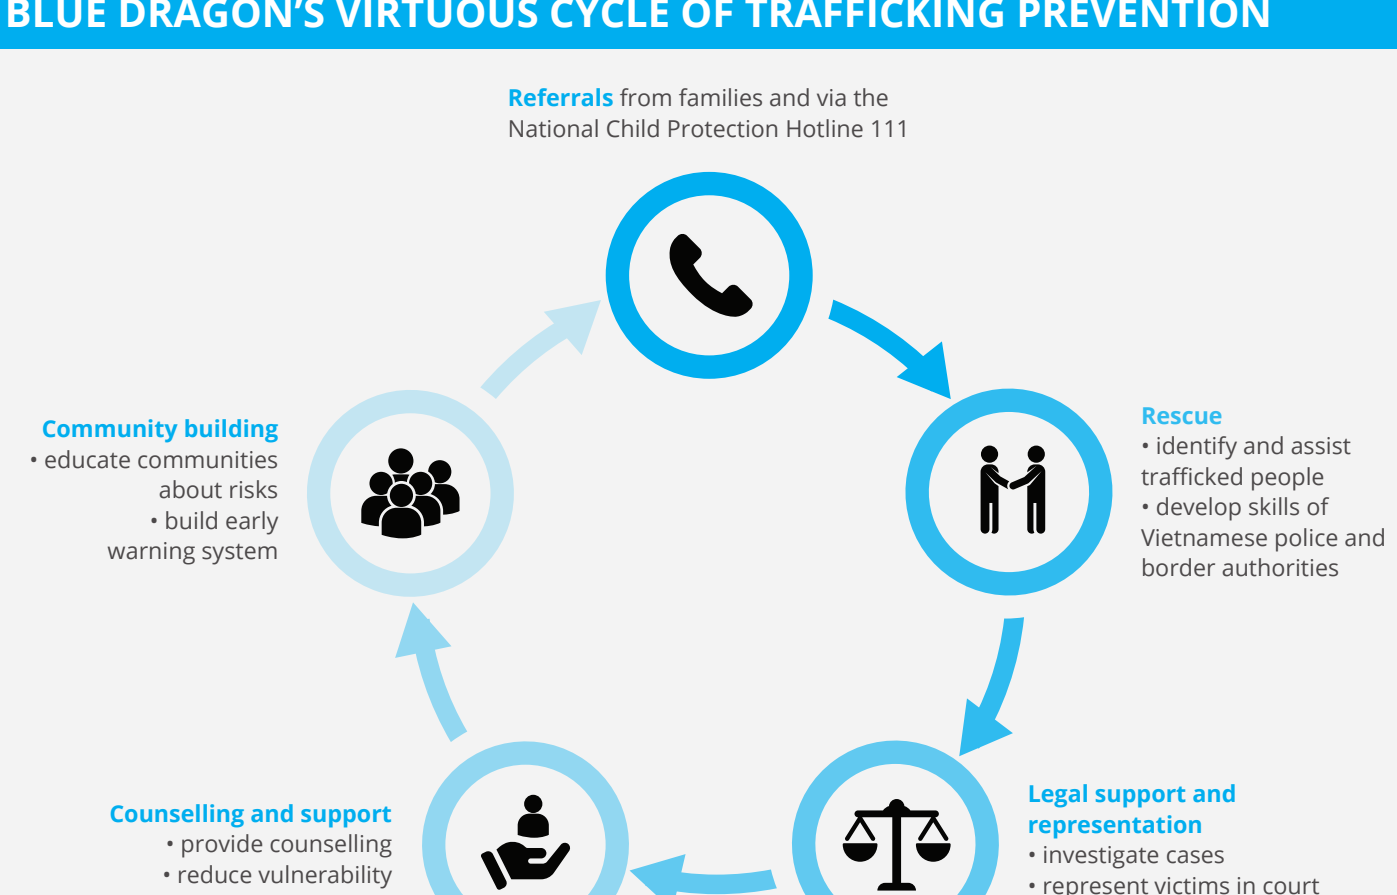 BLUE DRAGON'S VIRTUOUS CYCLE OF TRAFFICKING PREVENTION
Referrals from families and via the
National Child Protection Hotline 111
Rescue
• identify and assist
trafficked people
• develop skills of
Vietnamese police and
border authorities
Legal support and
representation
• investigate cases
• represent victims in court
Counselling and support
• provide counselling
• reduce vulnerability
Community building
• educate communities
about risks
• build early
warning system